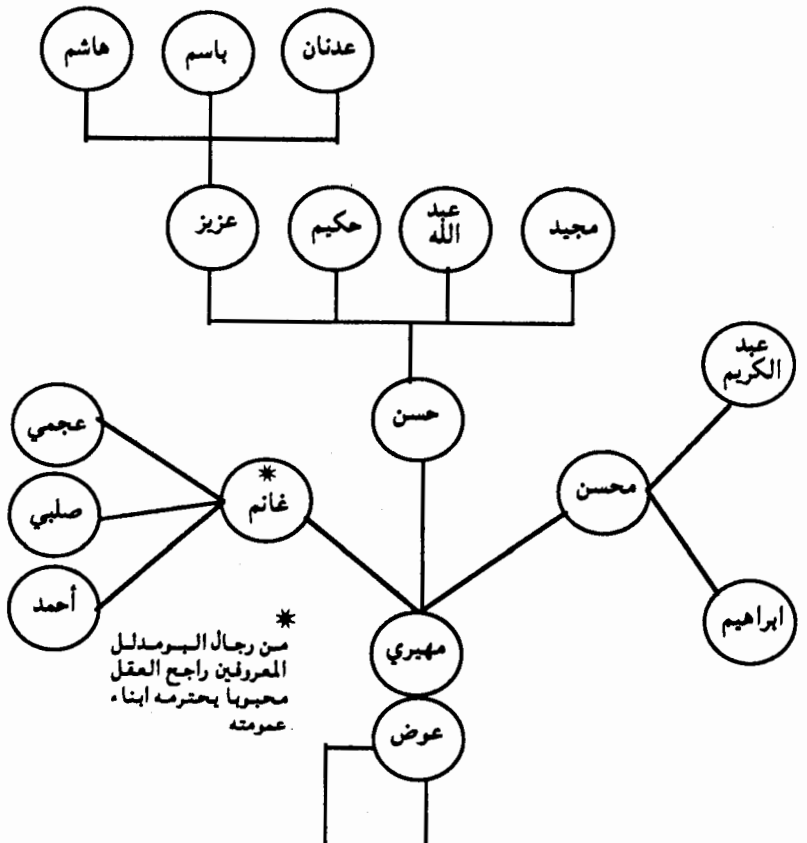 عدنان
باسم
هاشم
مجيد
عبد
الله
حكيم
عزيز
عبد
الكريم
حسن
محسن
ابراهيم
غانم
عجمي
صلبي
أحمد
مهيري
عوض
من رجال البومدلل
المعروفين راجع العقل
محبوبا يحترمه ابناء
عمومته